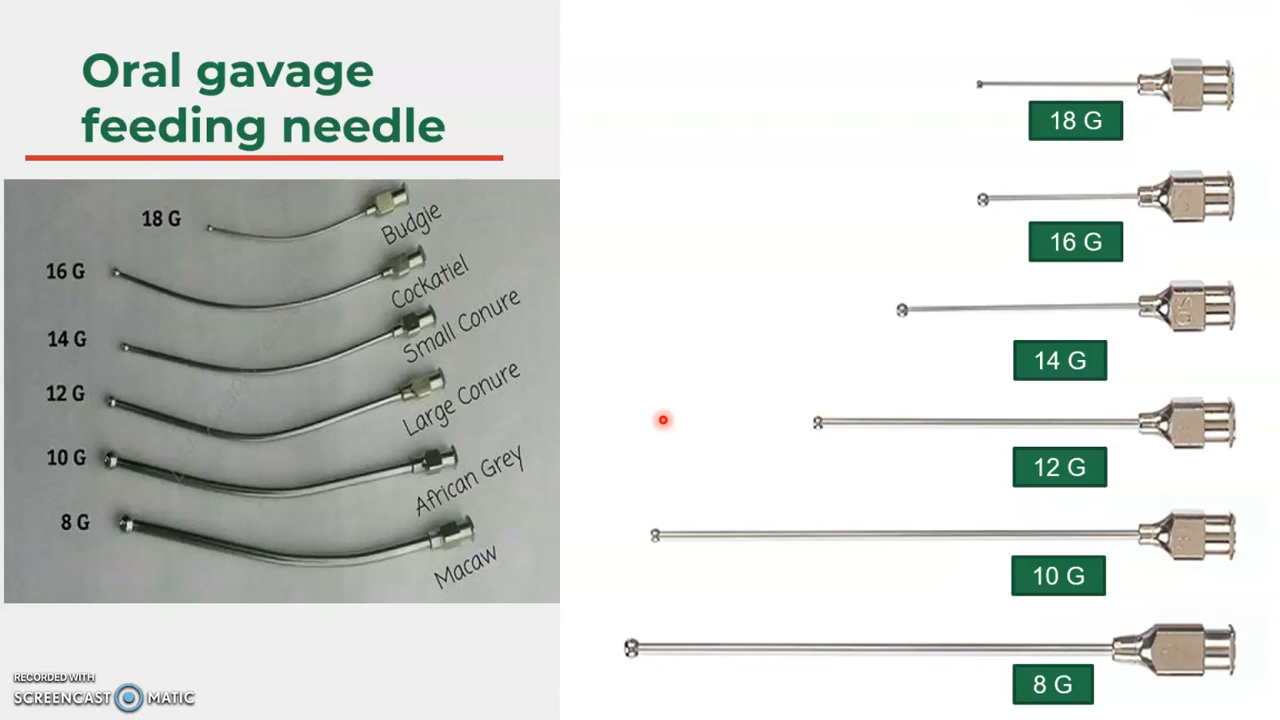 Oral gavage
feeding needle
18 G
Budgie
16 G
Cockatiel
14 G
Small Conure
12 G
Large Conure
10 G
African Grey
8 G
Macaw
18 G
16 G
14 G
12 G
10 G
8 G
RECORDED WITH
SCREENCAST MATIC